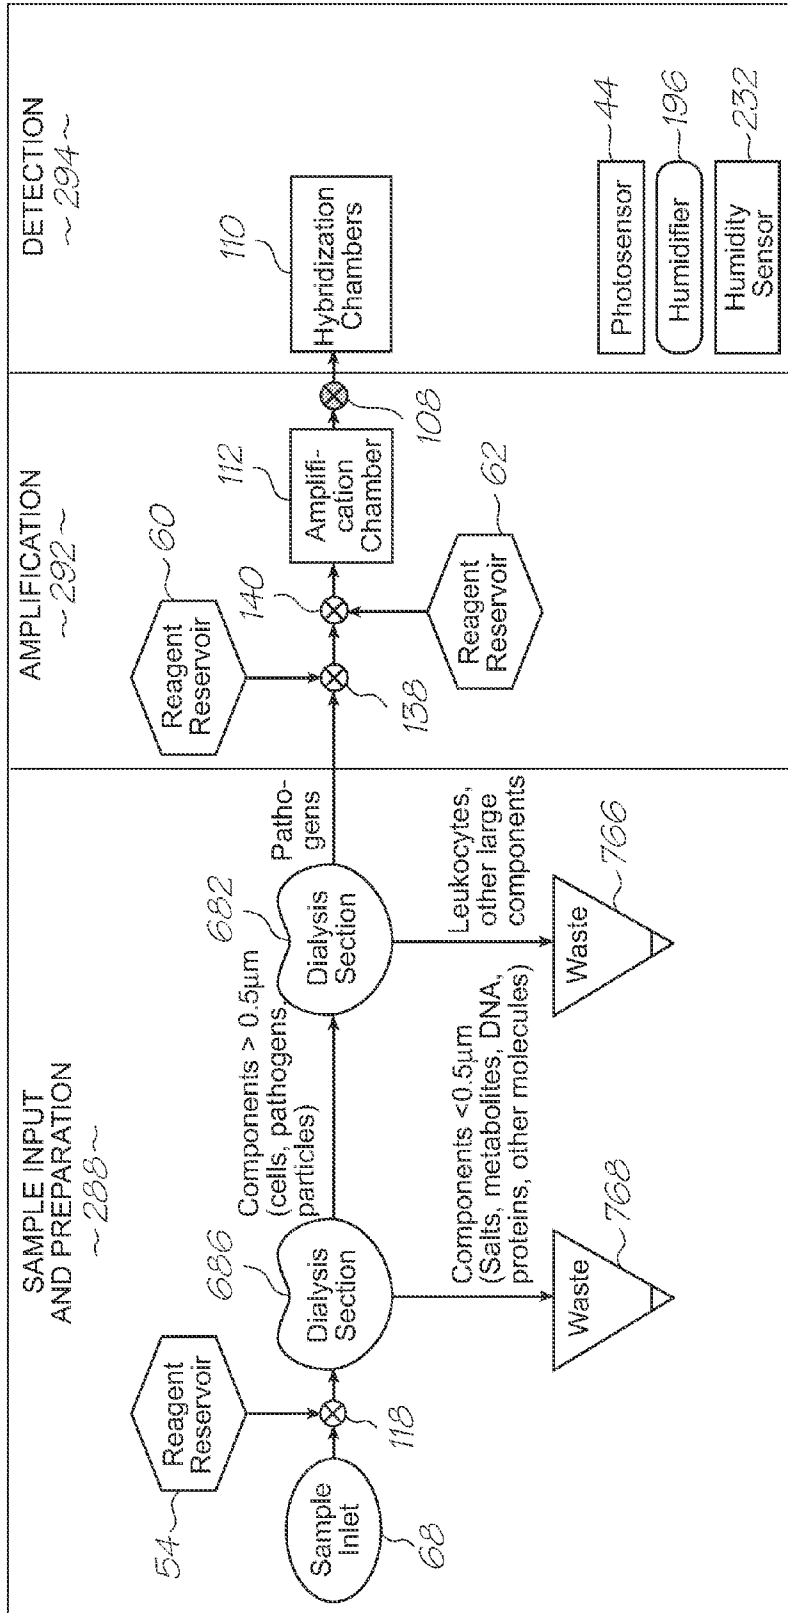 SAMPLE INPUT
AND PREPARATION
~288~
Reagent
Reservoir
54
Sample
Inlet
68
118
686
Dialysis
Section
Components > 0.5µm
(cells, pathogens,
particles)
682
Dialysis
Section
Patho-
gens
Components <0.5µm
(Salts, metabolites, DNA,
proteins, other molecules)
Waste
768
Leukocytes,
other large
components
Waste
766
AMPLIFICATION
~292~
Reagent
Reservoir
60
138
140
Reagent
Reservoir
62
112
Amplifi-
cation
Chamber
108
DETECTION
~294~
110
Hybridization
Chambers
Photosensor
44
Humidifier
196
Humidity
Sensor
232